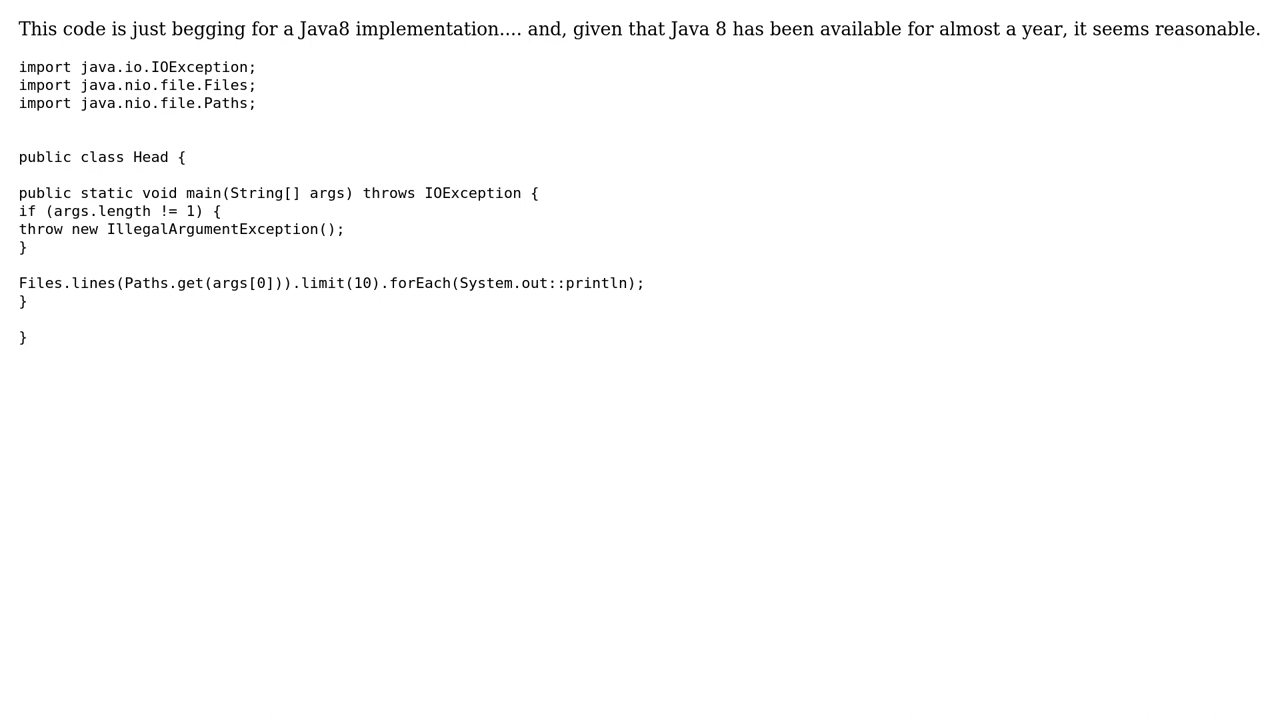 This code is just begging for a Java8 implementation.... and, given that Java 8 has been available for almost a year, it seems reasonable.
import java.io.IOException;
import java.nio.file.Files;
import java.nio.file.Paths;
public class Head {
public static void main(String[] args) throws IOException {
if (args.length != 1) {
throw new IllegalArgumentException();
}
Files.lines(Paths.get(args[0])).limit(10).forEach(System.out::println);
}
}